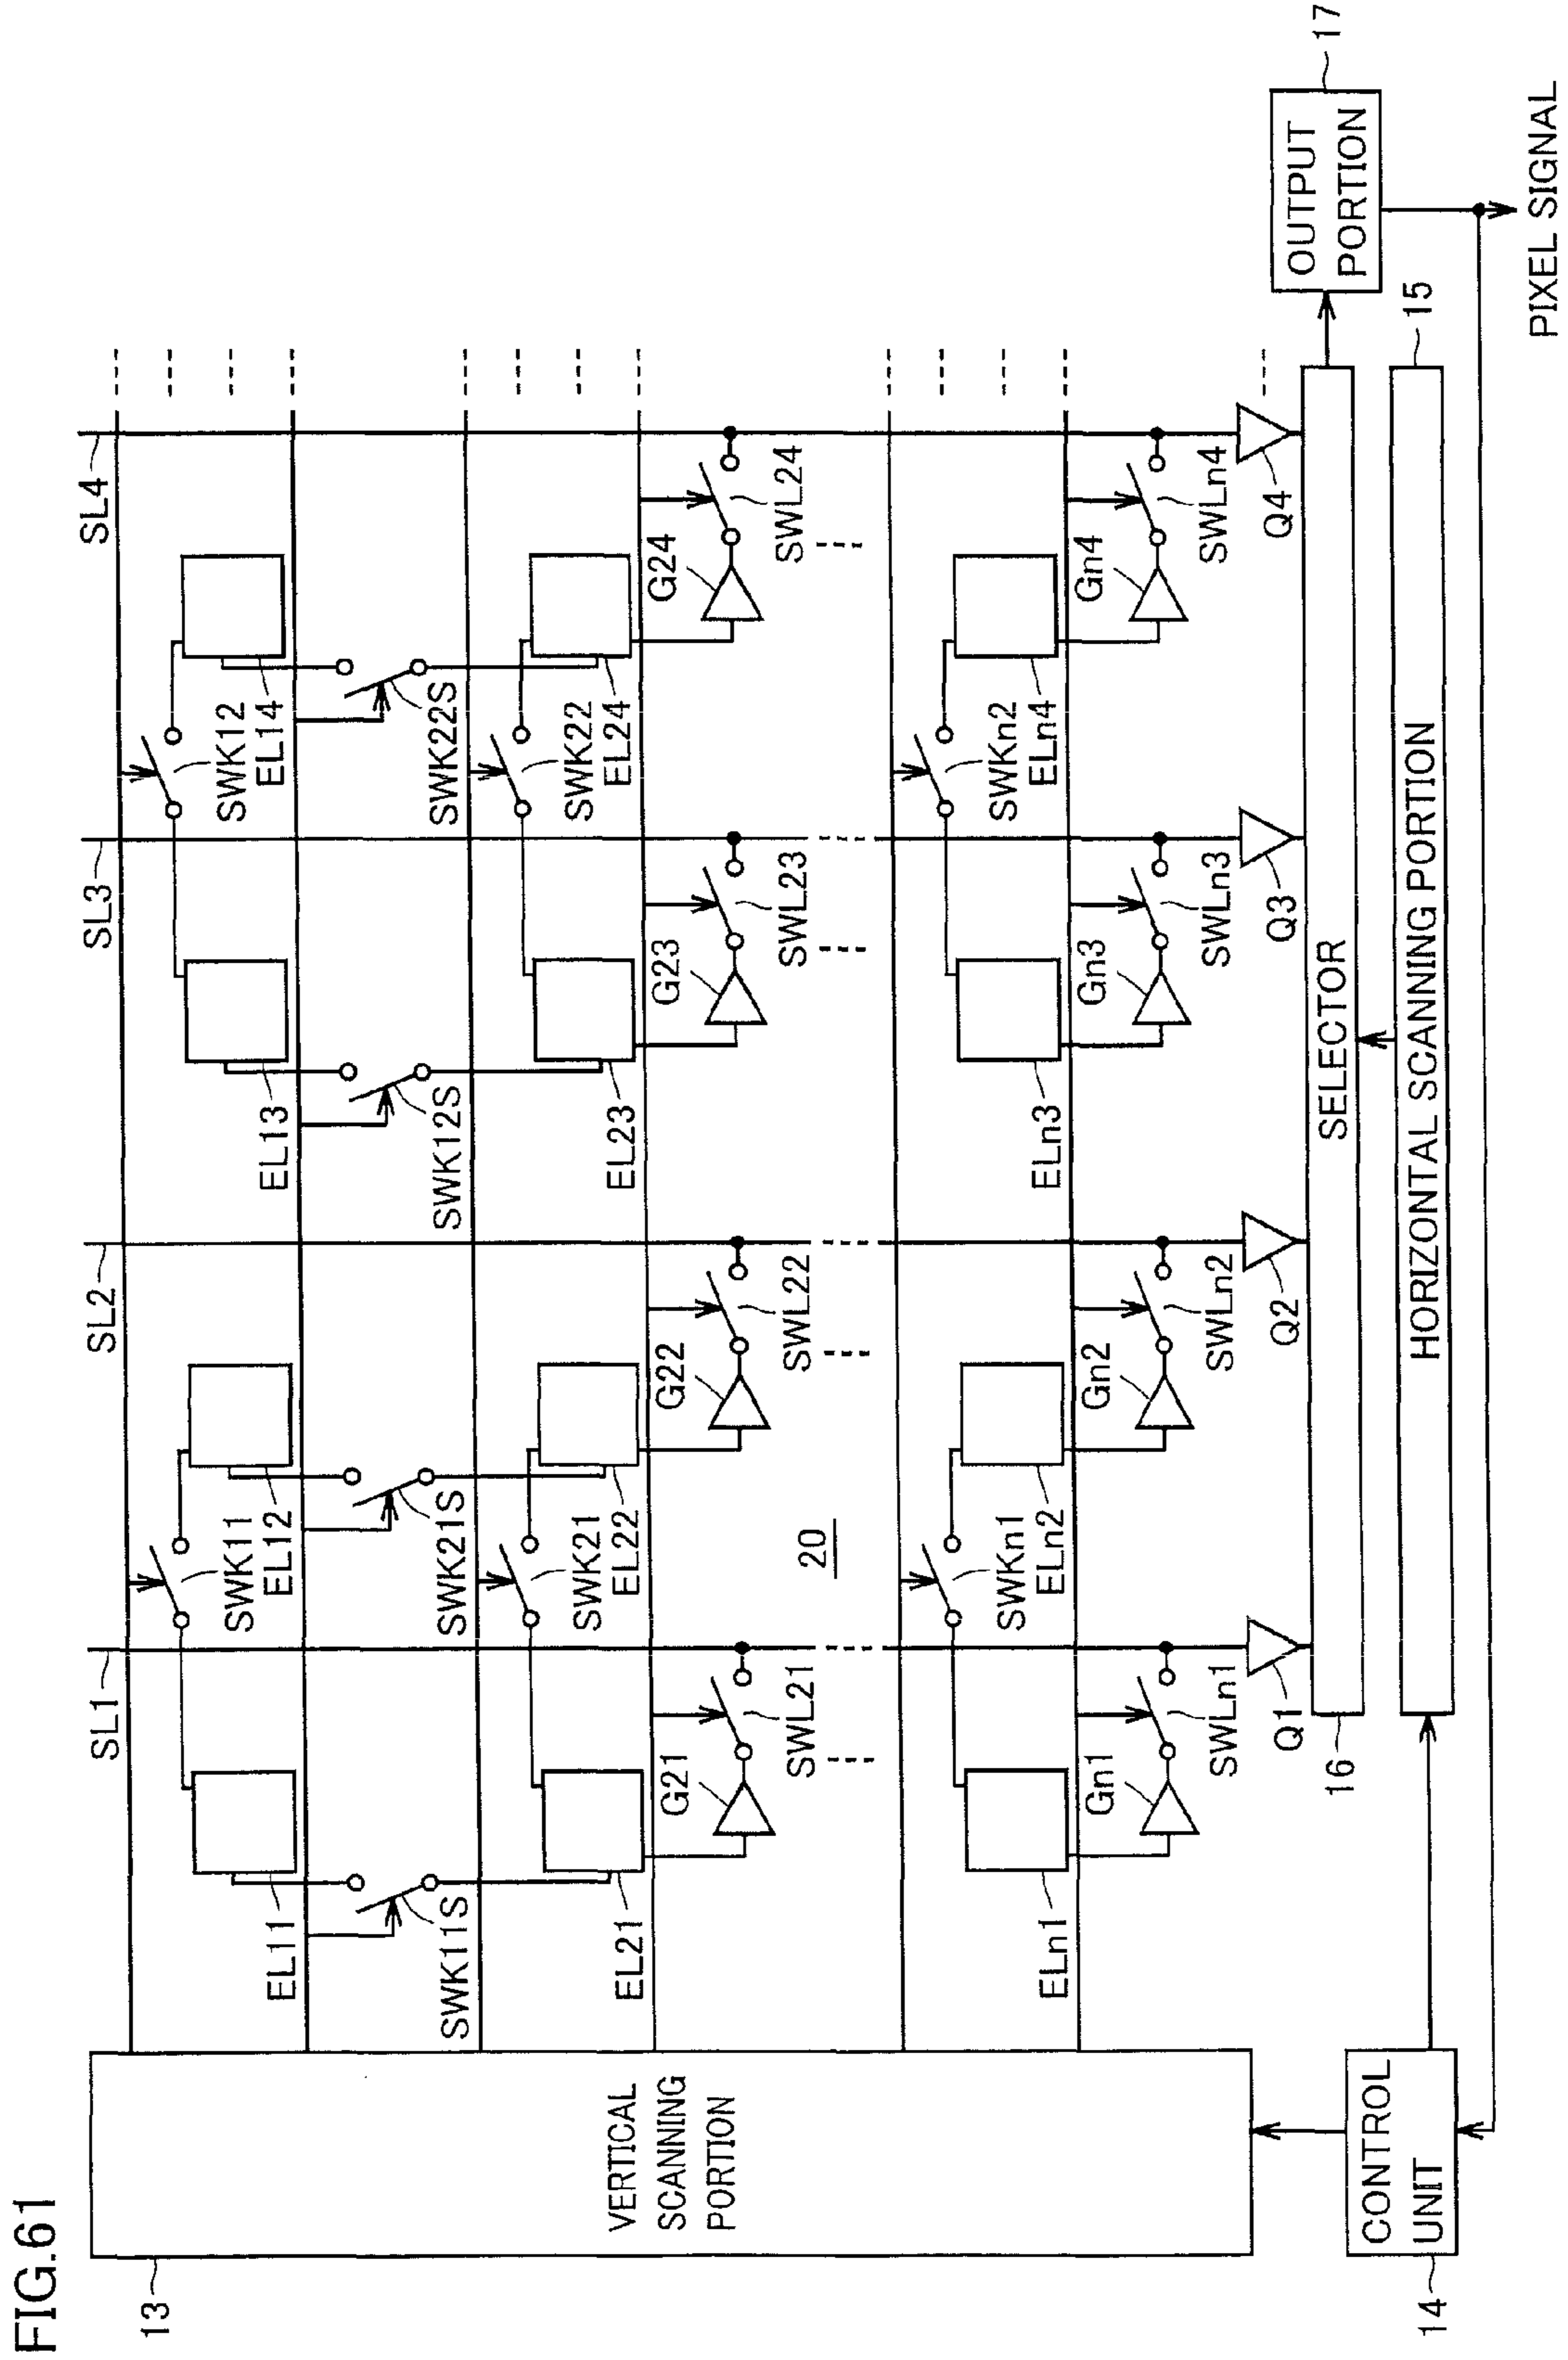 FIG.61
SL1
SL2
SL3
SL4
SWK11
EL12
SWK12
EL14
EL11
EL13
SWK11S
SWK21S
SWK12S
SWK22S
SWK21
EL22
SWK22
EL24
EL21
EL23
G21
G22
G23
G24
SWL21
SWL22
SWL23
SWL24
20
SWKn1
ELn2
SWKn2
ELn4
ELn1
ELn3
Gn1
Gn2
Gn3
Gn4
SWLn1
SWLn2
SWLn3
SWLn4
Q1
Q2
Q3
Q4
VERTICAL
SCANNING
PORTION
13
SELECTOR
16
OUTPUT
PORTION
17
HORIZONTAL SCANNING PORTION
15
CONTROL
UNIT
14
PIXEL SIGNAL